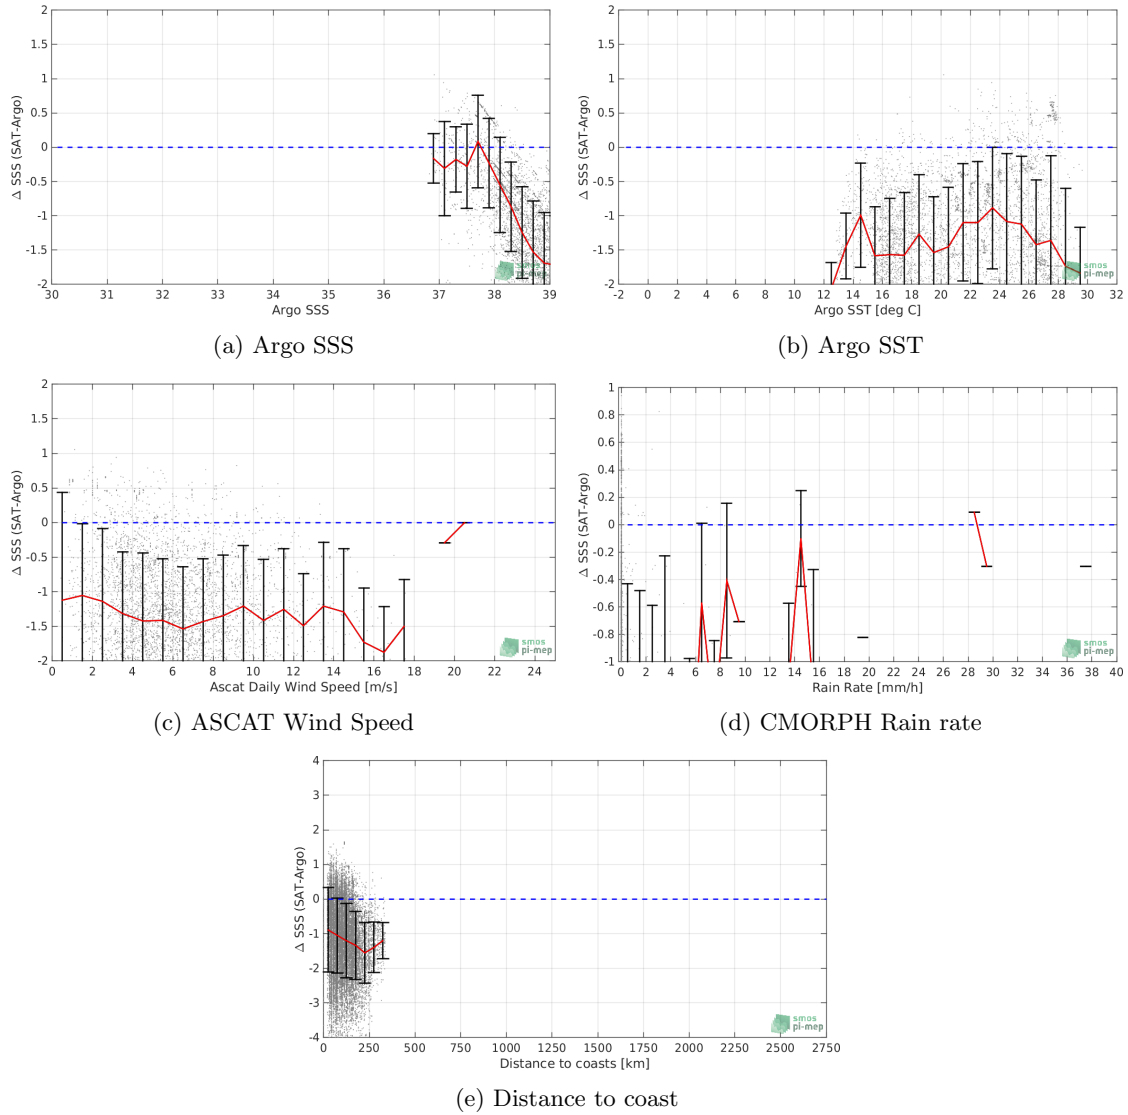 2
1.5
1
0.5
0
-0.5
-1
-1.5
-2
Δ SSS (SAT-Argo)
30 31 32 33 34 35 36 37 38 39
Argo SSS
smos
pi-mep
(a) Argo SSS
2
1.5
1
0.5
0
-0.5
-1
-1.5
-2
Δ SSS (SAT-Argo)
-2 0 2 4 6 8 10 12 14 16 18 20 22 24 26 28 30 32
Argo SST [deg C]
smos
pi-mep
(b) Argo SST
2
1.5
1
0.5
0
-0.5
-1
-1.5
-2
Δ SSS (SAT-Argo)
0 2 4 6 8 10 12 14 16 18 20 22 24
Ascat Daily Wind Speed [m/s]
smos
pi-mep
(c) ASCAT Wind Speed
1
0.8
0.6
0.4
0.2
0
-0.2
-0.4
-0.6
-0.8
-1
Δ SSS (SAT-Argo)
0 2 4 6 8 10 12 14 16 18 20 22 24 26 28 30 32 34 36 38 40
Rain Rate [mm/h]
smos
pi-mep
(d) CMORPH Rain rate
4
3
2
1
0
-1
-2
-3
-4
Δ SSS (SAT-Argo)
0 250 500 750 1000 1250 1500 1750 2000 2250 2500 2750
Distance to coasts [km]
smos
pi-mep
(e) Distance to coast